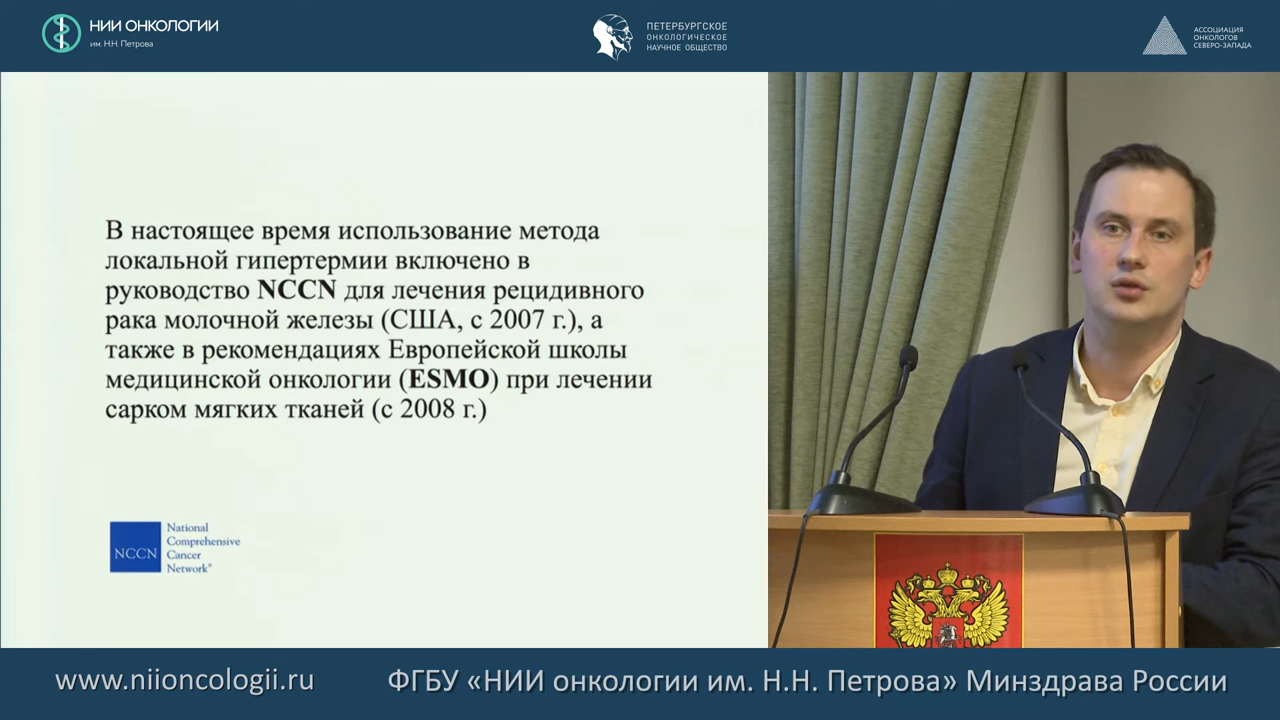 НИИ ОНКОЛОГИИ
им. Н.Н. Петрова
ПЕТЕРБУРГСКОЕ
ОНКОЛОГИЧЕСКОЕ
НАУЧНОЕ ОБЩЕСТВО
АССОЦИАЦИЯ
ОНКОЛОГОВ
СЕВЕРО-ЗАПАДА
В настоящее время использование метода
локальной гипертермии включено в
руководство NCCN для лечения рецидивного
рака молочной железы (США, с 2007 г.), а
также в рекомендациях Европейской школы
медицинской онкологии (ESMO) при лечении
сарком мягких тканей (с 2008 г.)
NCCN
National
Comprehensive
Cancer
Network®
www.niioncologii.ru
ФГБУ «НИИ онкологии им. Н.Н. Петрова» Минздрава России